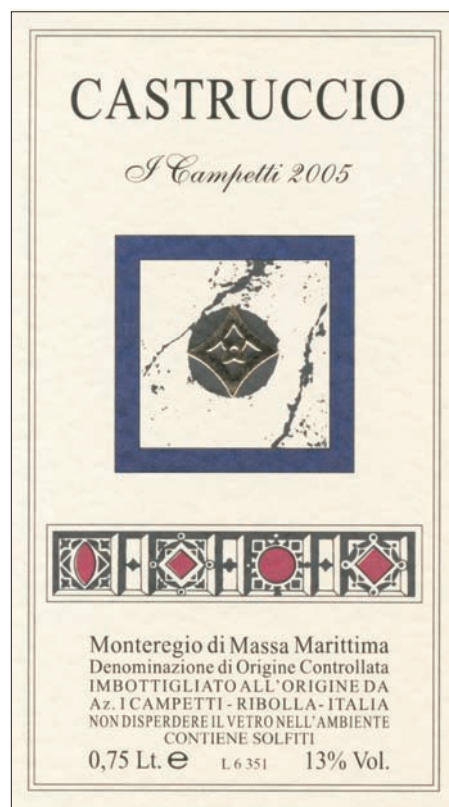 CASTRUCCIO
I Campetti 2005
Monteregio di Massa Marittima
Denominazione di Origine Controllata
IMBOTTIGLIATO ALL'ORIGINE DA
Az. I CAMPETTI - RIBOLLA - ITALIA
NON DISPERDERE IL VETRO NELL'AMBIENTE
CONTIENE SOLFITI
0,75 Lt. e L 6 351 13% Vol.